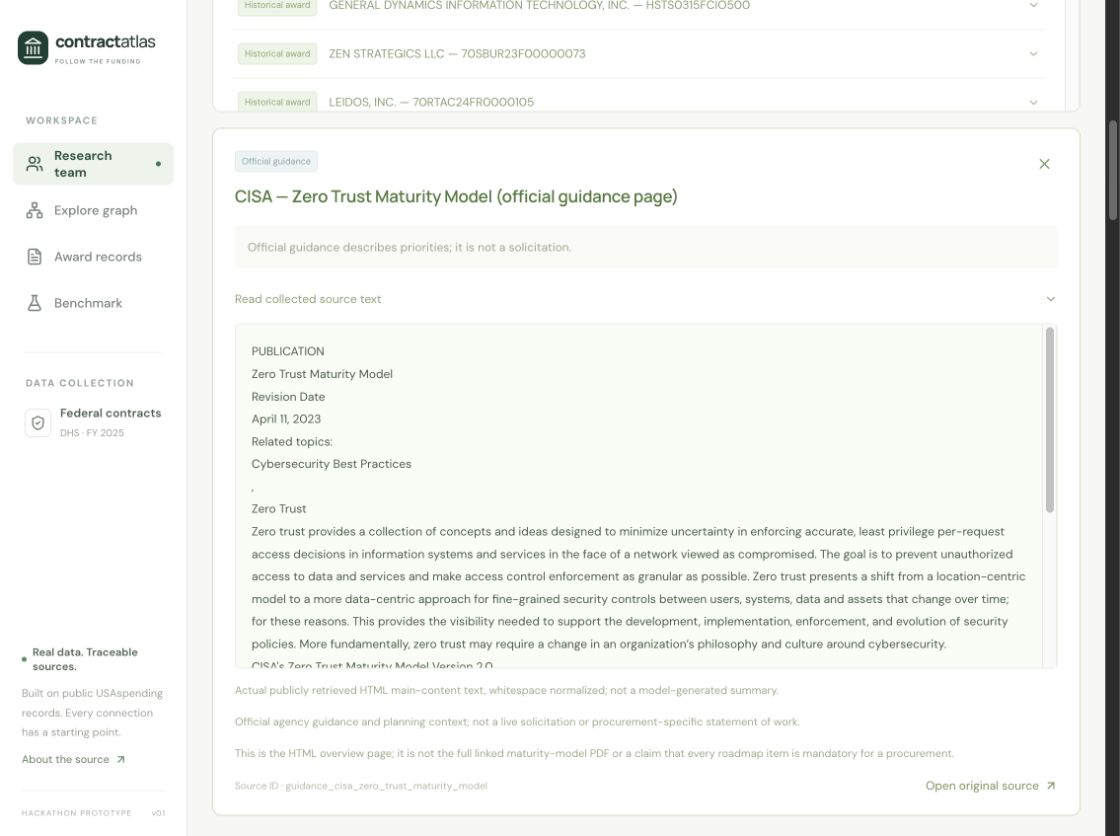 contractatlas
FOLLOW THE FUNDING
WORKSPACE
Research
team
Explore graph
Award records
Benchmark
DATA COLLECTION
Federal contracts
DHS · FY 2025
Real data. Traceable
sources.
Built on public USAspending
records. Every connection
has a starting point.
About the source
HACKATHON PROTOTYPE v0.1
Historical award GENERAL DYNAMICS INFORMATION TECHNOLOGY, INC. — HSTS0315FCIO500
Historical award ZEN STRATEGICS LLC — 70SBUR23F00000073
Historical award LEIDOS, INC. — 70RTAC24FR0000105
Official guidance
CISA — Zero Trust Maturity Model (official guidance page)
Official guidance describes priorities; it is not a solicitation.
Read collected source text
PUBLICATION
Zero Trust Maturity Model
Revision Date
April 11, 2023
Related topics:
Cybersecurity Best Practices
,
Zero Trust
Zero trust provides a collection of concepts and ideas designed to minimize uncertainty in enforcing accurate, least privilege per-request
access decisions in information systems and services in the face of a network viewed as compromised. The goal is to prevent unauthorized
access to data and services and make access control enforcement as granular as possible. Zero trust presents a shift from a location-centric
model to a more data-centric approach for fine-grained security controls between users, systems, data and assets that change over time;
for these reasons. This provides the visibility needed to support the development, implementation, enforcement, and evolution of security
policies. More fundamentally, zero trust may require a change in an organization's philosophy and culture around cybersecurity.
CISA's Zero Trust Maturity Model Version 2.0
Actual publicly retrieved HTML main-content text, whitespace normalized; not a model-generated summary.
Official agency guidance and planning context; not a live solicitation or procurement-specific statement of work.
This is the HTML overview page; it is not the full linked maturity-model PDF or a claim that every roadmap item is mandatory for a procurement.
Source ID · guidance_cisa_zero_trust_maturity_model
Open original source